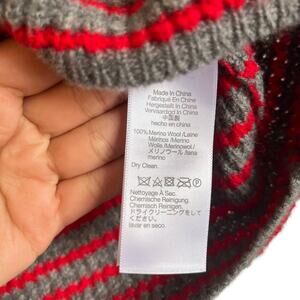 Made In China
Fabriqué En Chine
Hergestellt In China
Vervaardigd In China
中国製
hecho en china
100% Merino Wool /Laine
Mérinos /Merino-
Wolle /Merinowol /
メリノウール /lana
merino
Dry Clean.
Nettoyage À Sec.
Chemische Reinigung.
Chemisch Reinigen.
ドライクリーニングをして
ください
lavar en seco.